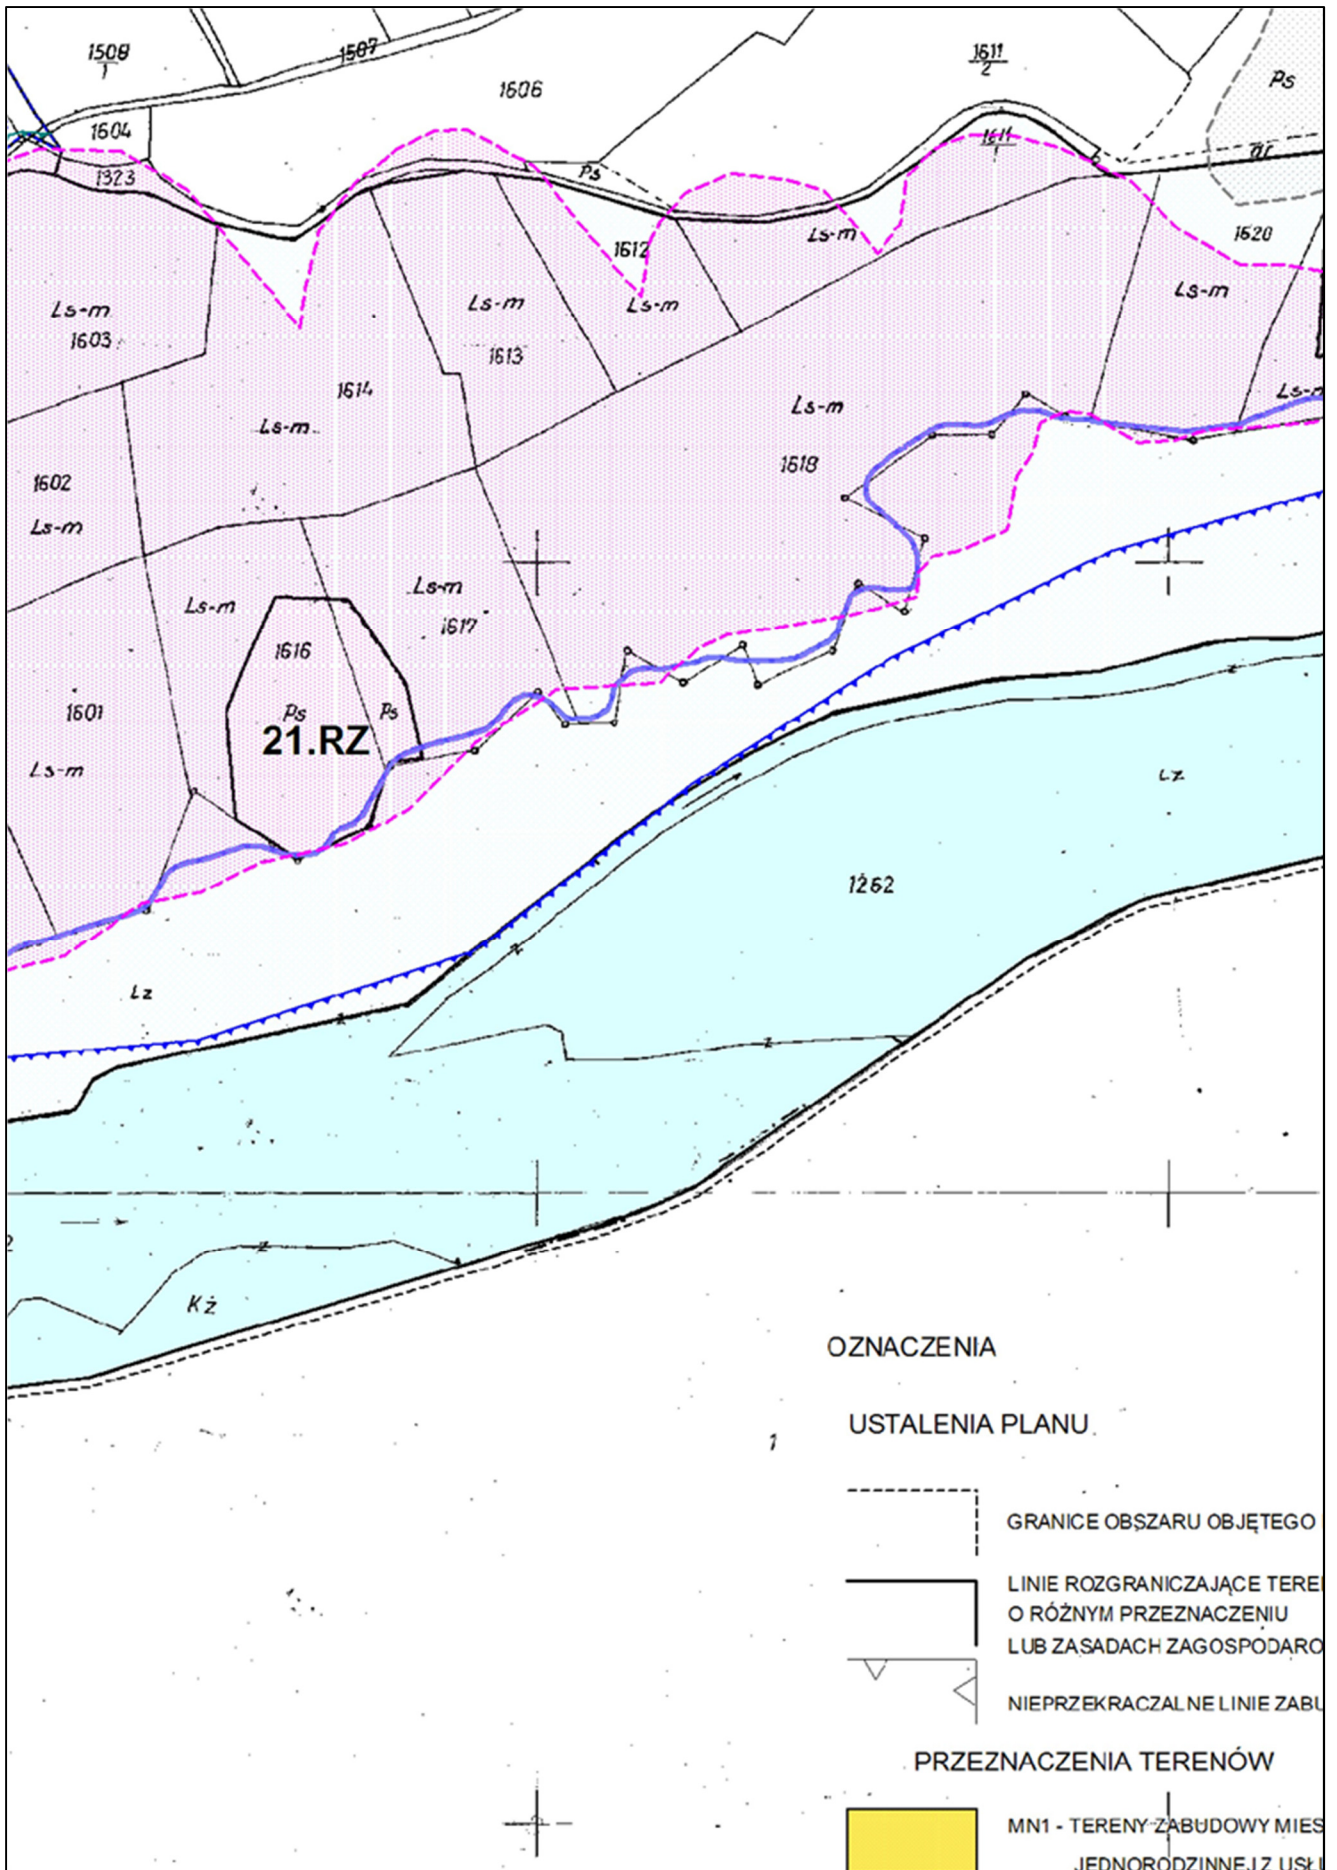 1508
1
1507
1606
1611
2
Ps
1604
1611
1
dr
1323
Ps
1612
Ls-m
1620
Ls-m
1603
Ls-m
1613
Ls-m
Ls-m
1614
Ls-m
Ls-m
Ls-m
1618
1602
Ls-m
Ls-m
Ls-m
1617
1616
1601
Ps
Ps
21.RZ
Ls-m
Lz
z
1262
z
Lz
z
z
z
Kż
OZNACZENIA
USTALENIA PLANU
1
GRANICE OBSZARU OBJĘTEGO
LINIE ROZGRANICZAJĄCE TERE
O RÓŻNYM PRZEZNACZENIU
LUB ZASADACH ZAGOSPODARO
NIEPRZEKRACZALNE LINIE ZABU
PRZEZNACZENIA TERENÓW
MN1 - TERENY ZABUDOWY MIES
JEDNORODZINNEJ Z USŁU